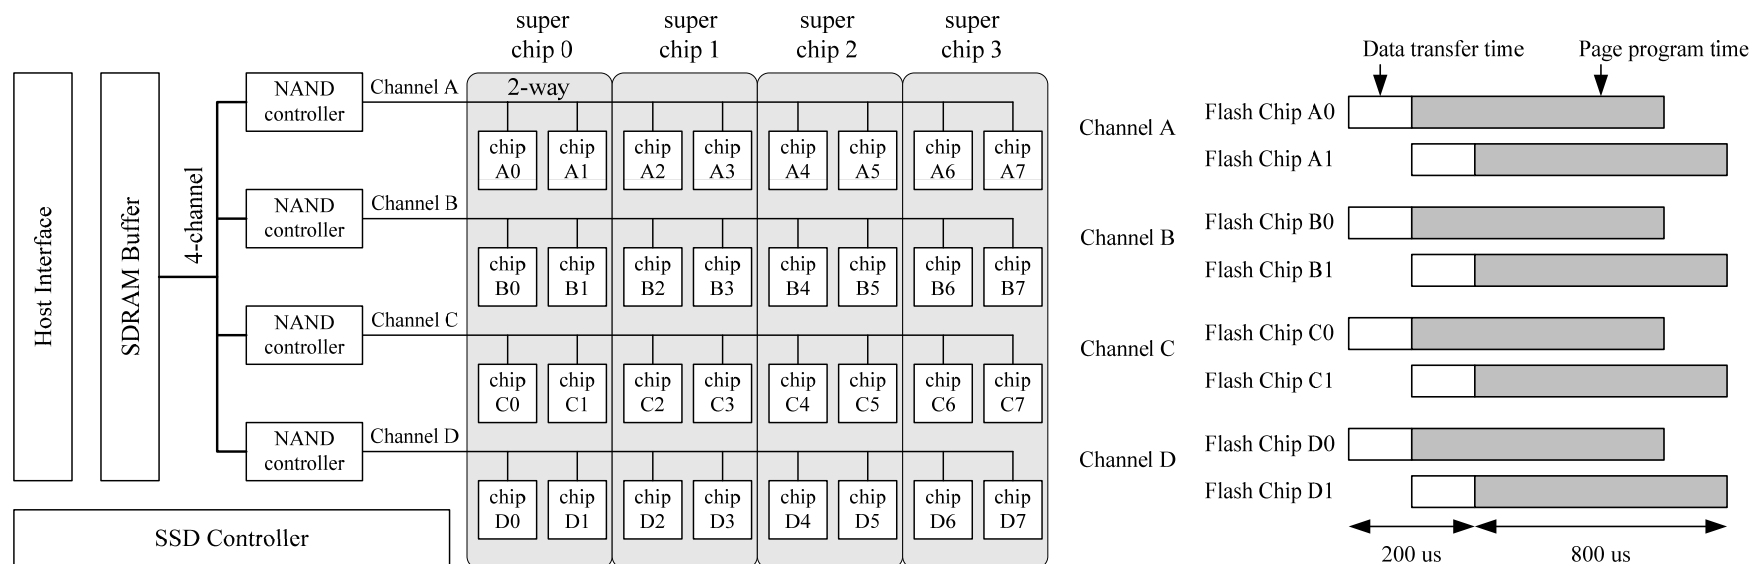 super
chip 0
super
chip 1
super
chip 2
super
chip 3
Host Interface
SDRAM Buffer
4-channel
NAND
controller
Channel A
2-way
chip
A0
chip
A1
chip
A2
chip
A3
chip
A4
chip
A5
chip
A6
chip
A7
NAND
controller
Channel B
chip
B0
chip
B1
chip
B2
chip
B3
chip
B4
chip
B5
chip
B6
chip
B7
NAND
controller
Channel C
chip
C0
chip
C1
chip
C2
chip
C3
chip
C4
chip
C5
chip
C6
chip
C7
NAND
controller
Channel D
chip
D0
chip
D1
chip
D2
chip
D3
chip
D4
chip
D5
chip
D6
chip
D7
SSD Controller
Data transfer time
Page program time
Channel A
Flash Chip A0
Flash Chip A1
Channel B
Flash Chip B0
Flash Chip B1
Channel C
Flash Chip C0
Flash Chip C1
Channel D
Flash Chip D0
Flash Chip D1
200 us
800 us